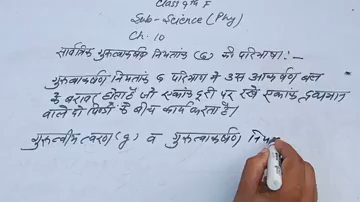 Class 9th F
Sub- Science (Phy)
Ch. 10
सार्वत्रिक गुरुत्वाकर्षण नियतांक (G) की परिभाषा:-
गुरुत्वाकर्षण नियतांक G परिमाण में उस आकर्षण बल
के बराबर होता है जो एकांक दूरी पर रखे एकांक द्रव्यमान
वाले दो पिण्डों के बीच कार्य करता है।
गुरुत्वीय त्वरण (g) व गुरुत्वाकर्षण निय